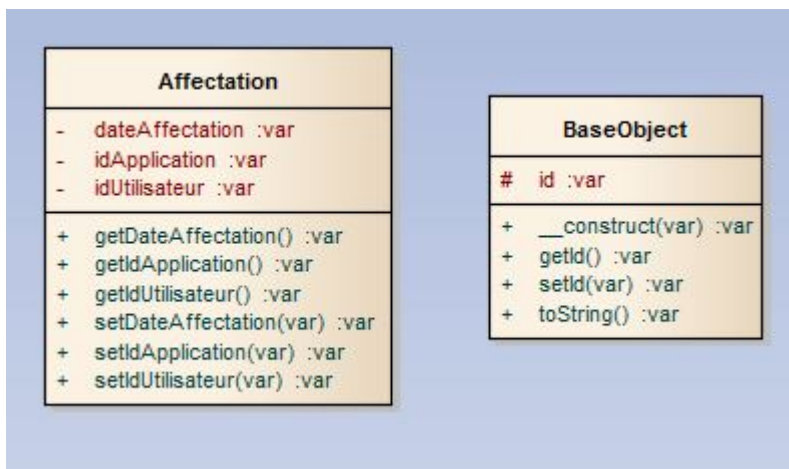 Affectation
- dateAffectation :var
- idApplication :var
- idUtilisateur :var
+ getDateAffectation() :var
+ getIdApplication() :var
+ getIdUtilisateur() :var
+ setDateAffectation(var) :var
+ setIdApplication(var) :var
+ setIdUtilisateur(var) :var
BaseObject
# id :var
+ __construct(var) :var
+ getId() :var
+ setId(var) :var
+ toString() :var